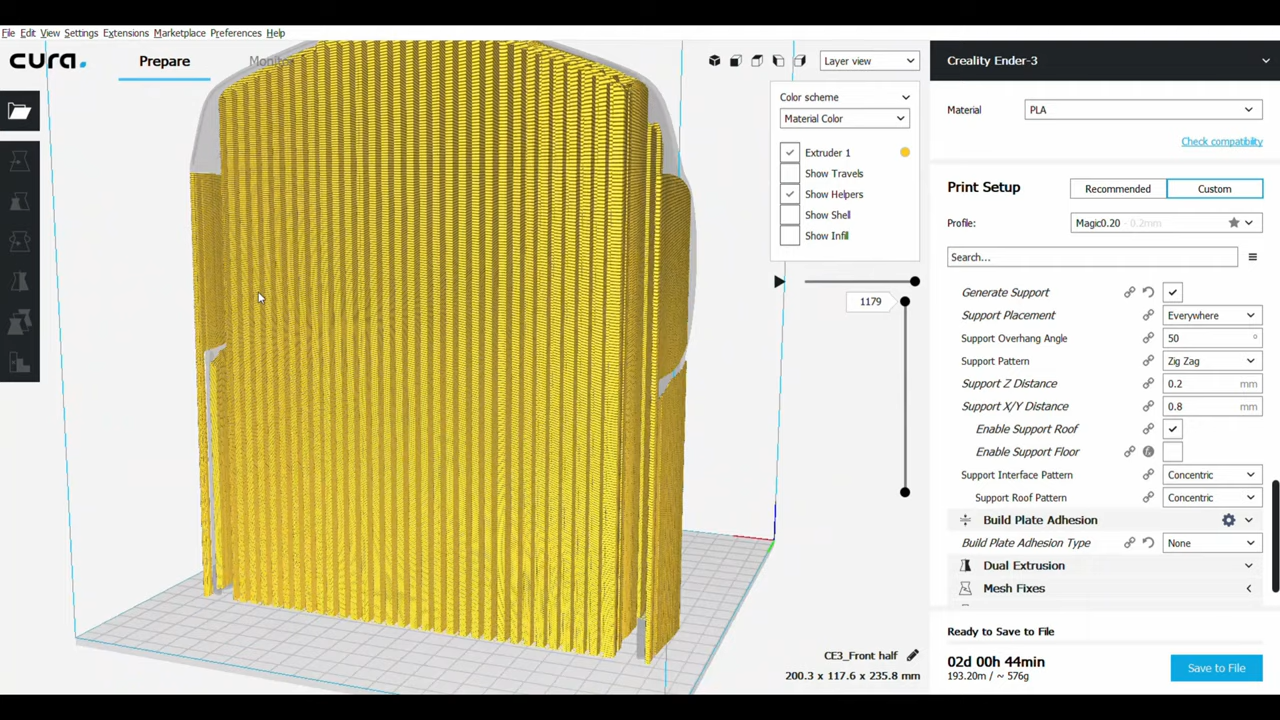 File Edit View Settings Extensions Marketplace Preferences Help
cura.
Prepare
Layer view
Color scheme
Material Color
Extruder 1
Show Travels
Show Helpers
Show Shell
Show Infill
1179
CE3_Front half
200.3 x 117.6 x 235.8 mm
Creality Ender-3
Material PLA
Check compatibility
Print Setup Recommended Custom
Profile: Magic0.20 - 0.2mm
Search...
Generate Support
Support Placement Everywhere
Support Overhang Angle 50 °
Support Pattern Zig Zag
Support Z Distance 0.2 mm
Support X/Y Distance 0.8 mm
Enable Support Roof
Enable Support Floor
Support Interface Pattern Concentric
Support Roof Pattern Concentric
Build Plate Adhesion
Build Plate Adhesion Type None
Dual Extrusion
Mesh Fixes
Ready to Save to File
02d 00h 44min
193.20m / ~ 576g
Save to File